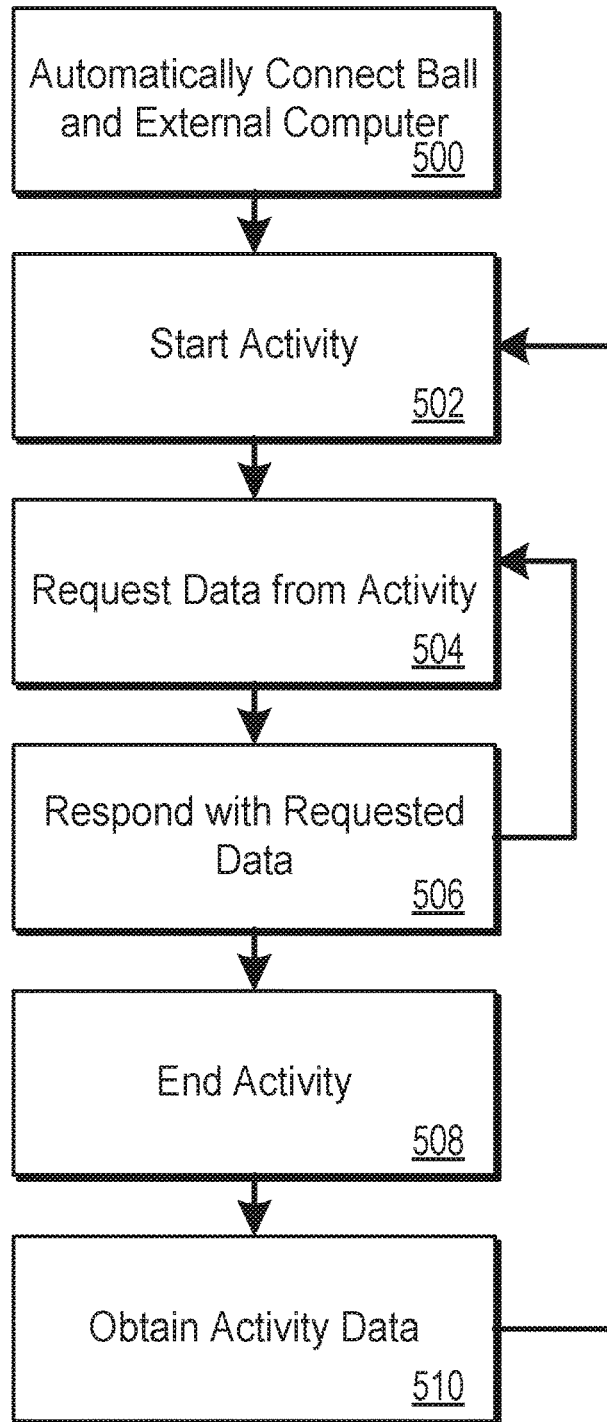 Automatically Connect Ball
and External Computer
500
Start Activity
502
Request Data from Activity
504
Respond with Requested
Data
506
End Activity
508
Obtain Activity Data
510